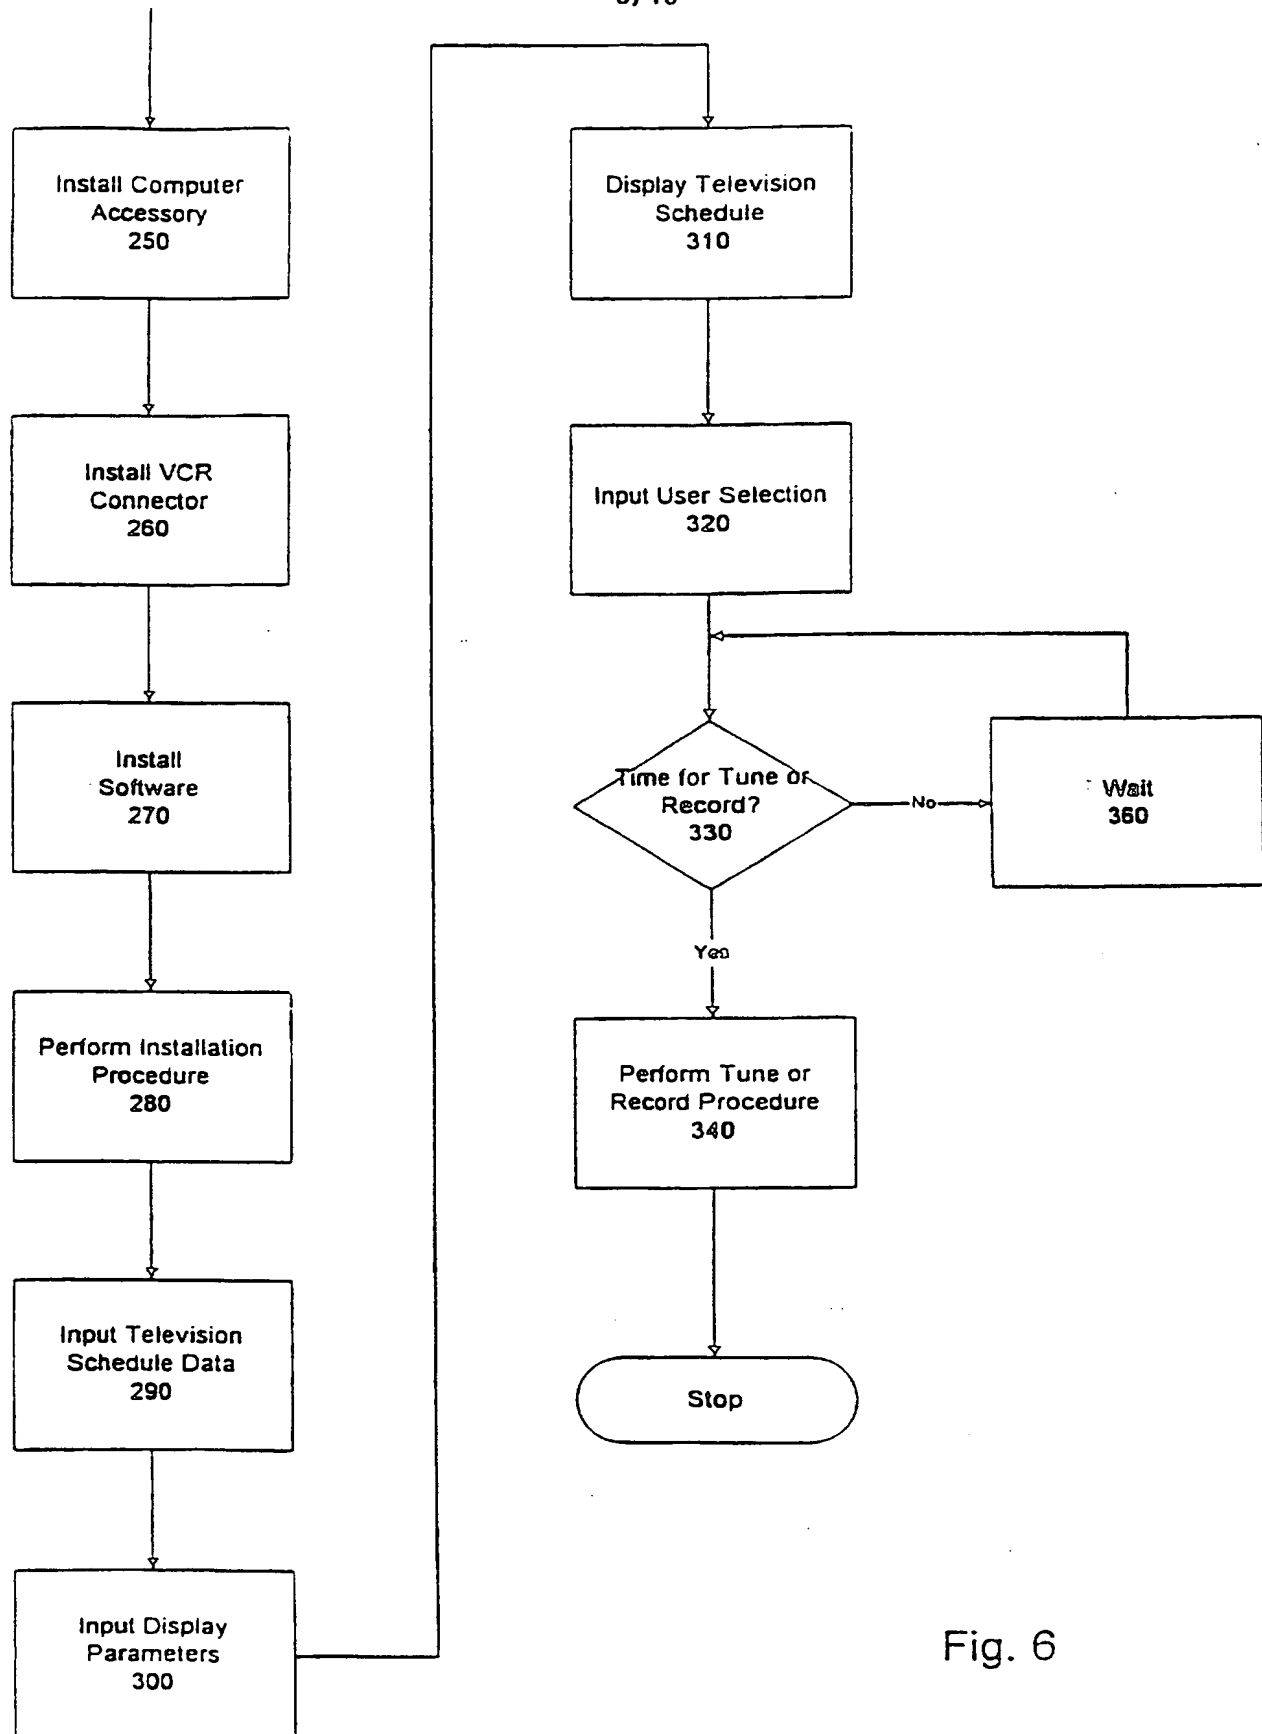 Install Computer
Accessory
250
Install VCR
Connector
260
Install
Software
270
Perform Installation
Procedure
280
Input Television
Schedule Data
290
Input Display
Parameters
300
Display Television
Schedule
310
Input User Selection
320
Time for Tune or
Record?
330
No
Wait
360
Yes
Perform Tune or
Record Procedure
340
Stop
Fig. 6